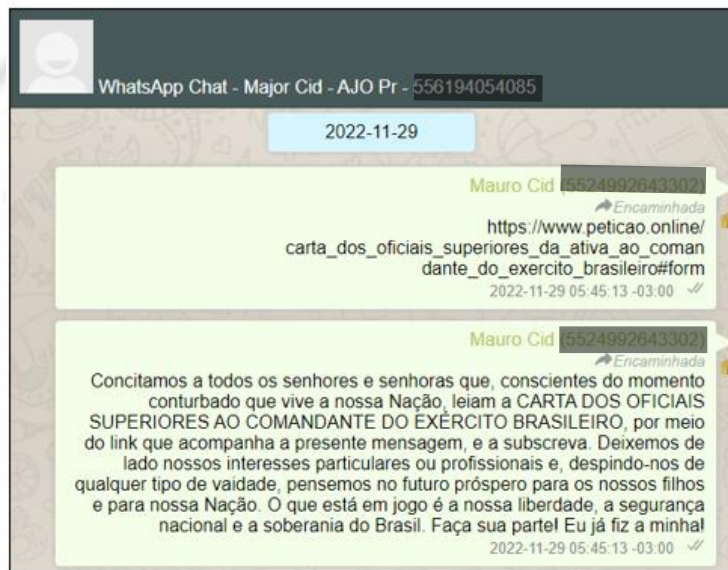 WhatsApp Chat - Major Cid - AJO Pr -
2022-11-29
Mauro Cid
Encaminhada
https://www.peticao.online/
carta_dos_oficiais_superiores_da_ativa_ao_coman
dante_do_exercito_brasileiro#form
2022-11-29 05:45:13 -03:00
Mauro Cid
Encaminhada
Concitamos a todos os senhores e senhoras que, conscientes do momento
conturbado que vive a nossa Nação, leiam a CARTA DOS OFICIAIS
SUPERIORES AO COMANDANTE DO EXÉRCITO BRASILEIRO, por meio
do link que acompanha a presente mensagem, e a subscreva. Deixemos de
lado nossos interesses particulares ou profissionais e, despindo-nos de
qualquer tipo de vaidade, pensemos no futuro próspero para os nossos filhos
e para nossa Nação. O que está em jogo é a nossa liberdade, a segurança
nacional e a soberania do Brasil. Faça sua parte! Eu já fiz a minha!
2022-11-29 05:45:13 -03:00